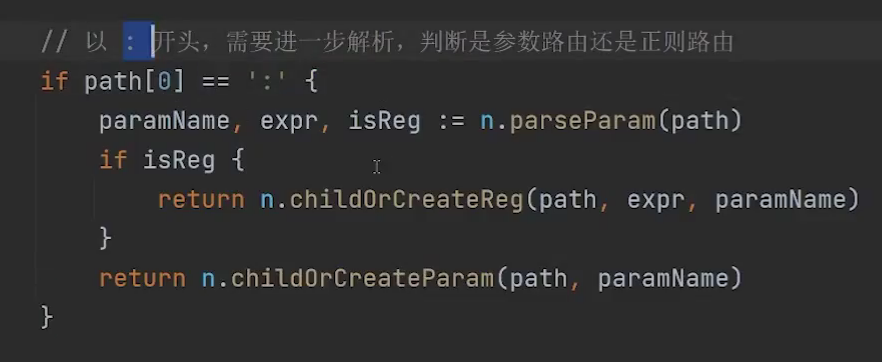 // 以 : 开头，需要进一步解析，判断是参数路由还是正则路由
if path[0] == ':' {
paramName, expr, isReg := n.parseParam(path)
if isReg {
return n.childOrCreateReg(path, expr, paramName)
}
return n.childOrCreateParam(path, paramName)
}